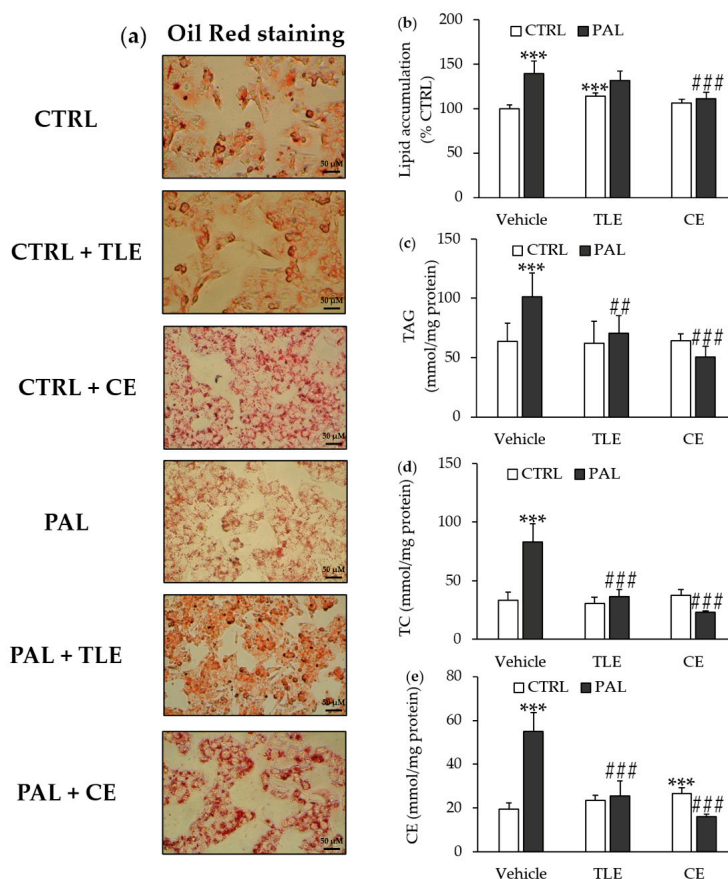 (a) Oil Red staining
CTRL
50 µM
CTRL + TLE
50 µM
CTRL + CE
50 µM
PAL
50 µM
PAL + TLE
50 µM
PAL + CE
50 µM
(b)
CTRL PAL
Lipid accumulation
(% CTRL)
200
150
100
50
0
***
***
###
Vehicle TLE CE
(c)
CTRL PAL
TAG
(mmol/mg protein)
150
100
50
0
***
##
###
Vehicle TLE CE
(d)
CTRL PAL
TC (mmol/mg protein)
150
100
50
0
***
###
###
Vehicle TLE CE
(e)
CTRL PAL
CE (mmol/mg protein)
80
60
40
20
0
***
###
***
###
Vehicle TLE CE